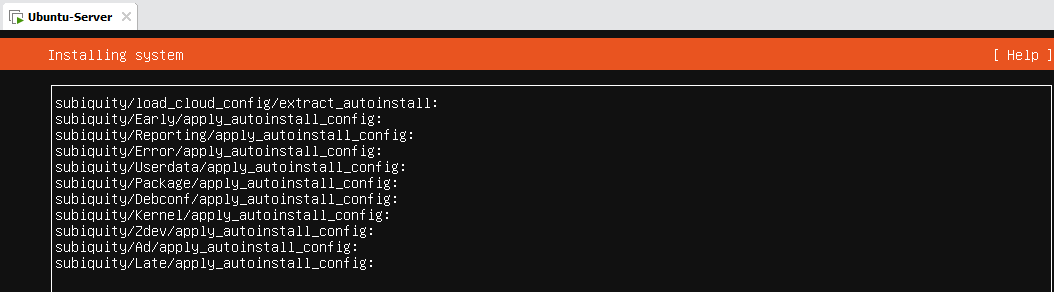 Ubuntu-Server
Installing system [ Help ]
subiquity/load_cloud_config/extract_autoinstall:
subiquity/Early/apply_autoinstall_config:
subiquity/Reporting/apply_autoinstall_config:
subiquity/Error/apply_autoinstall_config:
subiquity/Userdata/apply_autoinstall_config:
subiquity/Package/apply_autoinstall_config:
subiquity/Debconf/apply_autoinstall_config:
subiquity/Kernel/apply_autoinstall_config:
subiquity/Zdev/apply_autoinstall_config:
subiquity/Ad/apply_autoinstall_config:
subiquity/Late/apply_autoinstall_config: